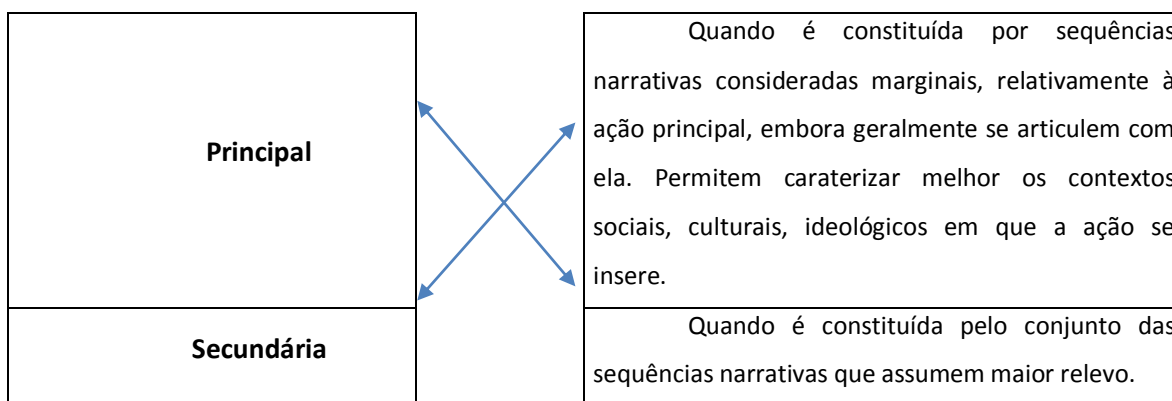 Principal
Secundária
Quando é constituída por sequências
narrativas consideradas marginais, relativamente à
ação principal, embora geralmente se articulem com
ela. Permitem caraterizar melhor os contextos
sociais, culturais, ideológicos em que a ação se
insere.
Quando é constituída pelo conjunto das
sequências narrativas que assumem maior relevo.